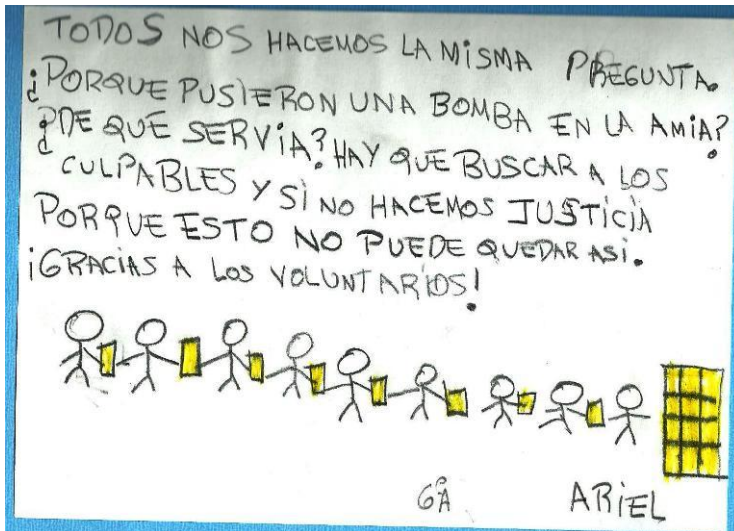 TODOS NOS HACEMOS LA MISMA PREGUNTA.
¿PORQUE PUSIERON UNA BOMBA EN LA AMIA?
¿DE QUE SERVIA? HAY QUE BUSCAR A LOS
CULPABLES Y SI NO HACEMOS JUSTICIA
PORQUE ESTO NO PUEDE QUEDAR ASI.
¡GRACIAS A LOS VOLUNTARIOS!
6ºA ARIEL